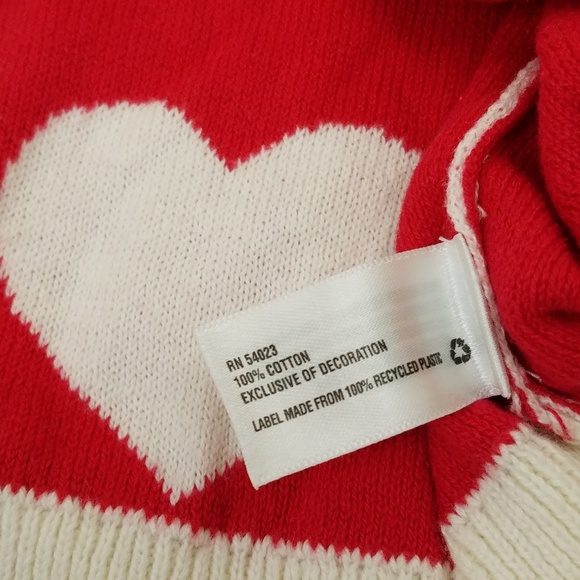 RN 54023
100% COTTON
EXCLUSIVE OF DECORATION
LABEL MADE FROM 100% RECYCLED PLASTIC